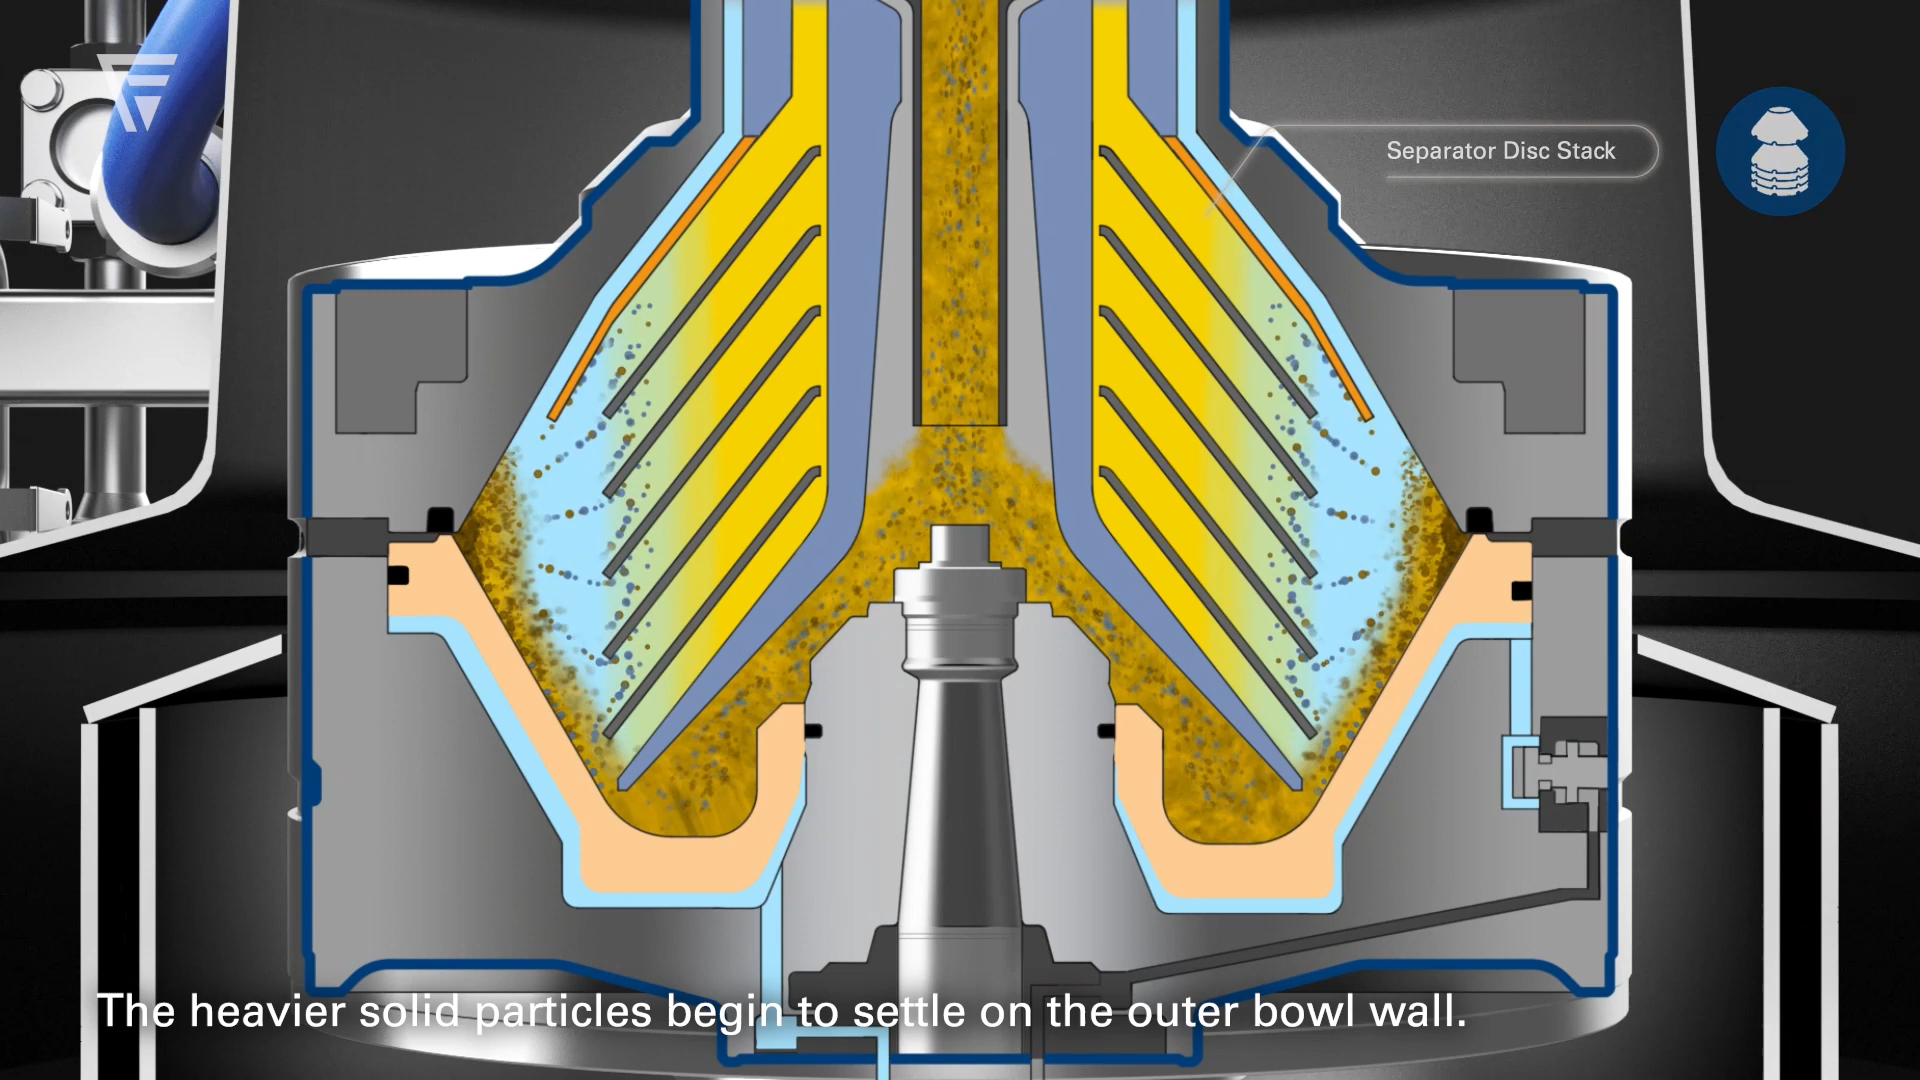 Separator Disc Stack
The heavier solid particles begin to settle on the outer bowl wall.